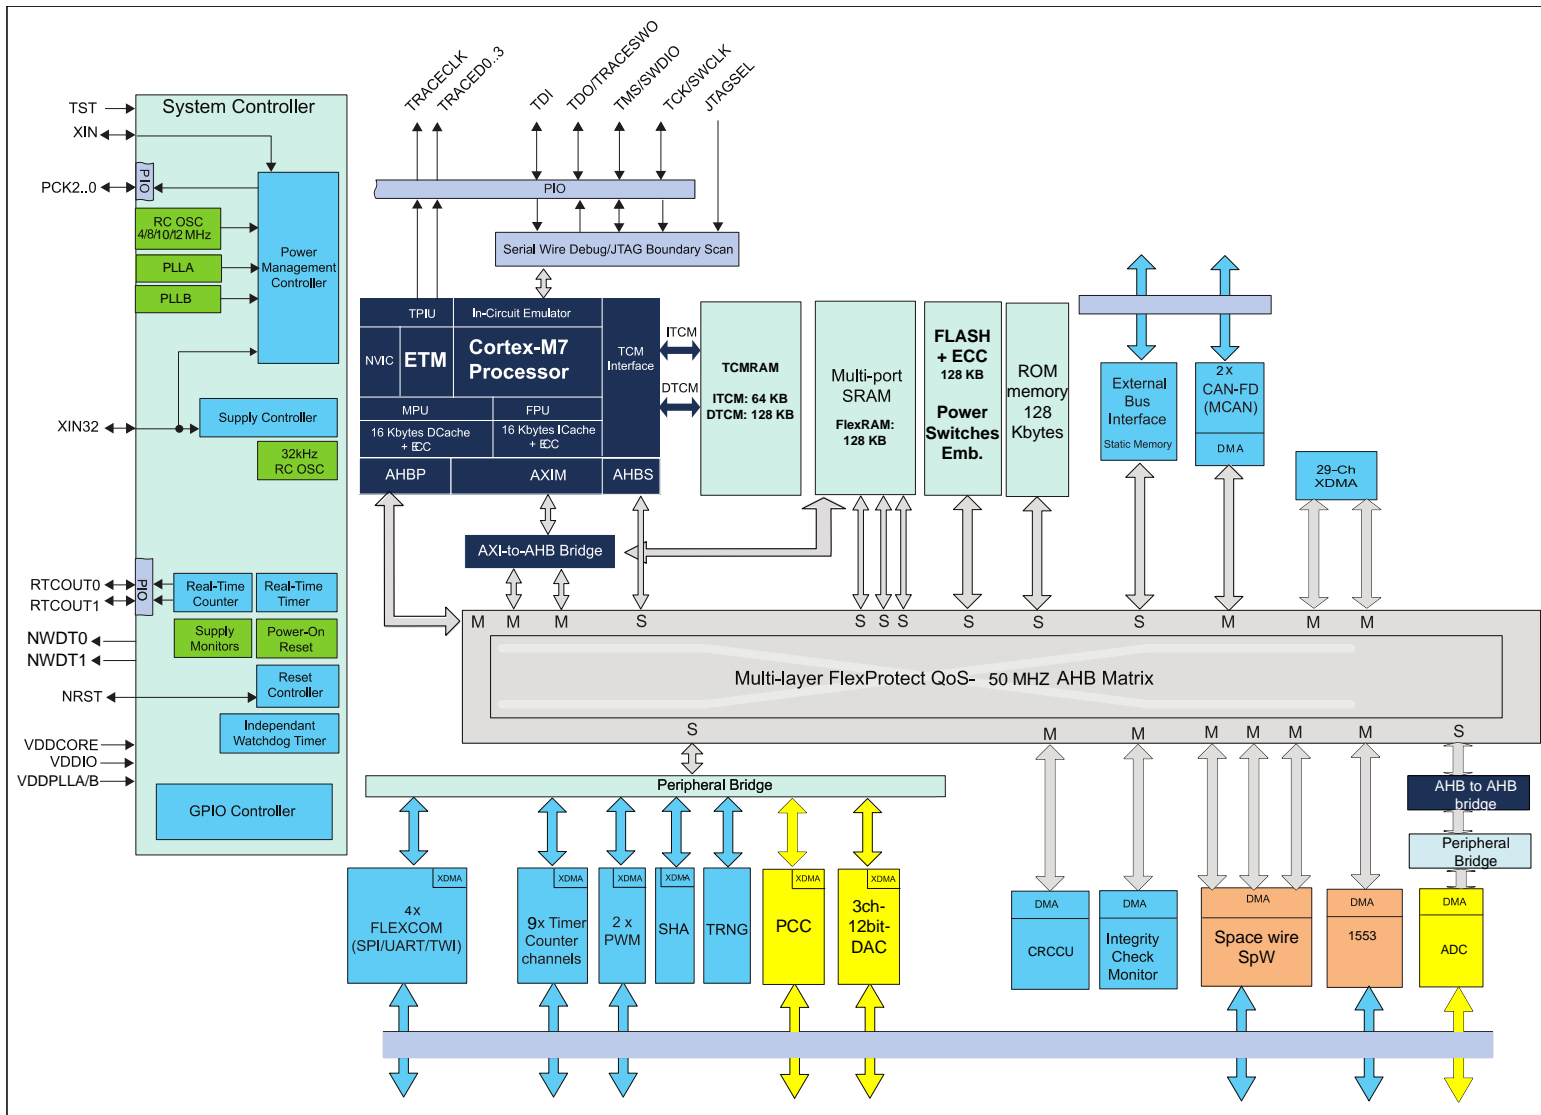 TRACECLK
TRACED0..3
TDI
TDO/TRACESWO
TMS/SWDIO
TCK/SWCLK
JTAGSEL
System Controller
TST
XIN
PCK2..0
PIO
RC OSC
4/8/10/12 MHz
PLLA
PLLB
Power
Management
Controller
XIN32
Supply Controller
32kHz
RC OSC
RTCOUT0
RTCOUT1
PIO
Real-Time
Counter
Real-Time
Timer
NWDT0
NWDT1
Supply
Monitors
Power-On
Reset
NRST
Reset
Controller
Independant
Watchdog Timer
VDDCORE
VDDIO
VDDPLLA/B
GPIO Controller
PIO
Serial Wire Debug/JTAG Boundary Scan
TPIU
In-Circuit Emulator
NVIC
ETM
Cortex-M7
Processor
TCM
Interface
MPU
FPU
16 Kbytes DCache
+ ECC
16 Kbytes ICache
+ ECC
AHBP
AXIM
AHBS
ITCM
DTCM
TCMRAM
ITCM: 64 KB
DTCM: 128 KB
Multi-port
SRAM
FlexRAM:
128 KB
FLASH
+ ECC
128 KB
Power
Switches
Emb.
ROM
memory
128
Kbytes
External
Bus
Interface
Static Memory
2 x
CAN-FD
(MCAN)
DMA
29-Ch
XDMA
AXI-to-AHB Bridge
M M M S S S S S S S M M M
Multi-layer FlexProtect QoS- 50 MHZ AHB Matrix
S M M M M M M S
Peripheral Bridge
AHB to AHB
bridge
Peripheral
Bridge
XDMA
4x
FLEXCOM
(SPI/UART/TWI)
XDMA
9x Timer
Counter
channels
XDMA
2 x
PWM
XDMA
SHA
TRNG
XDMA
PCC
XDMA
3ch-
12bit-
DAC
DMA
CRCCU
DMA
Integrity
Check
Monitor
DMA
Space wire
SpW
DMA
1553
DMA
ADC